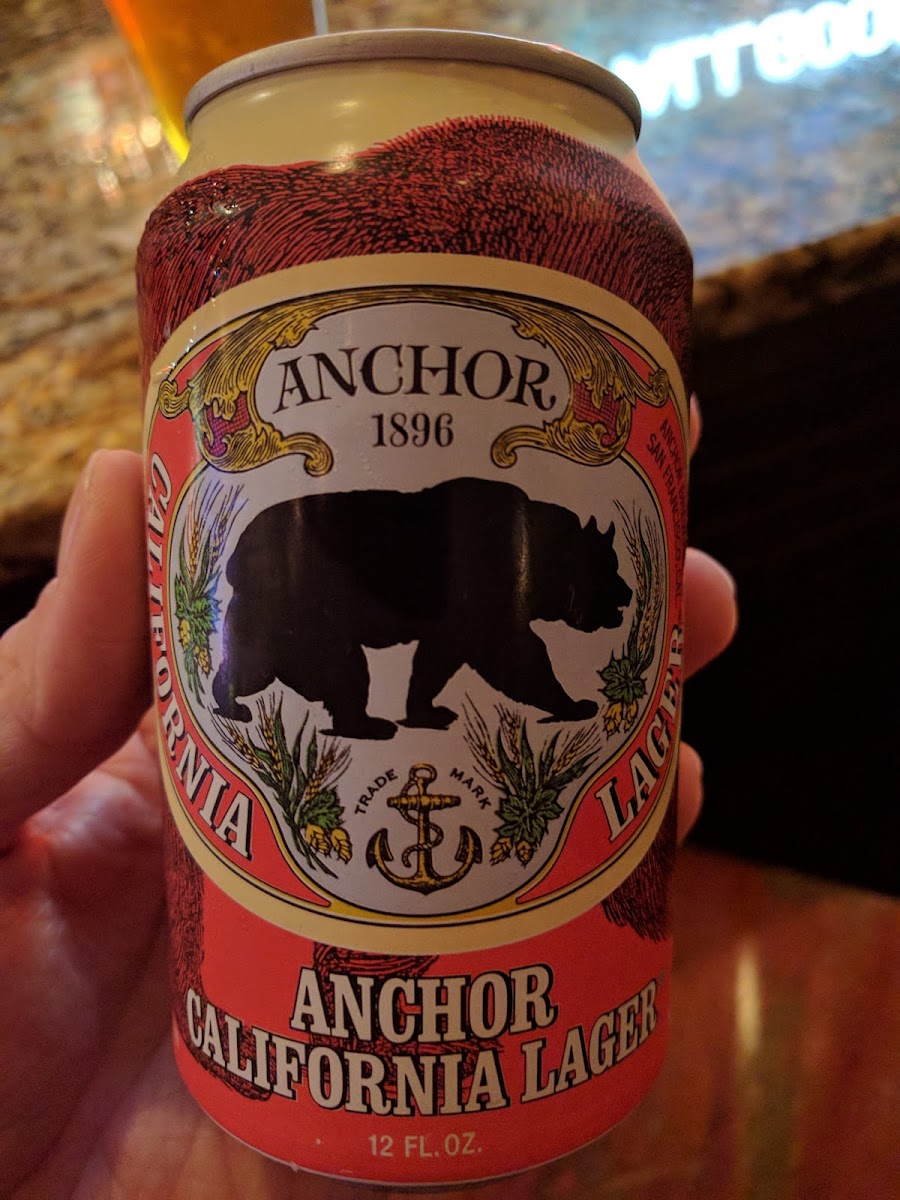 ANCHOR
1896
CALIFORNIA
LAGER
TRADE MARK
ANCHOR
CALIFORNIA LAGER
12 FL. OZ.